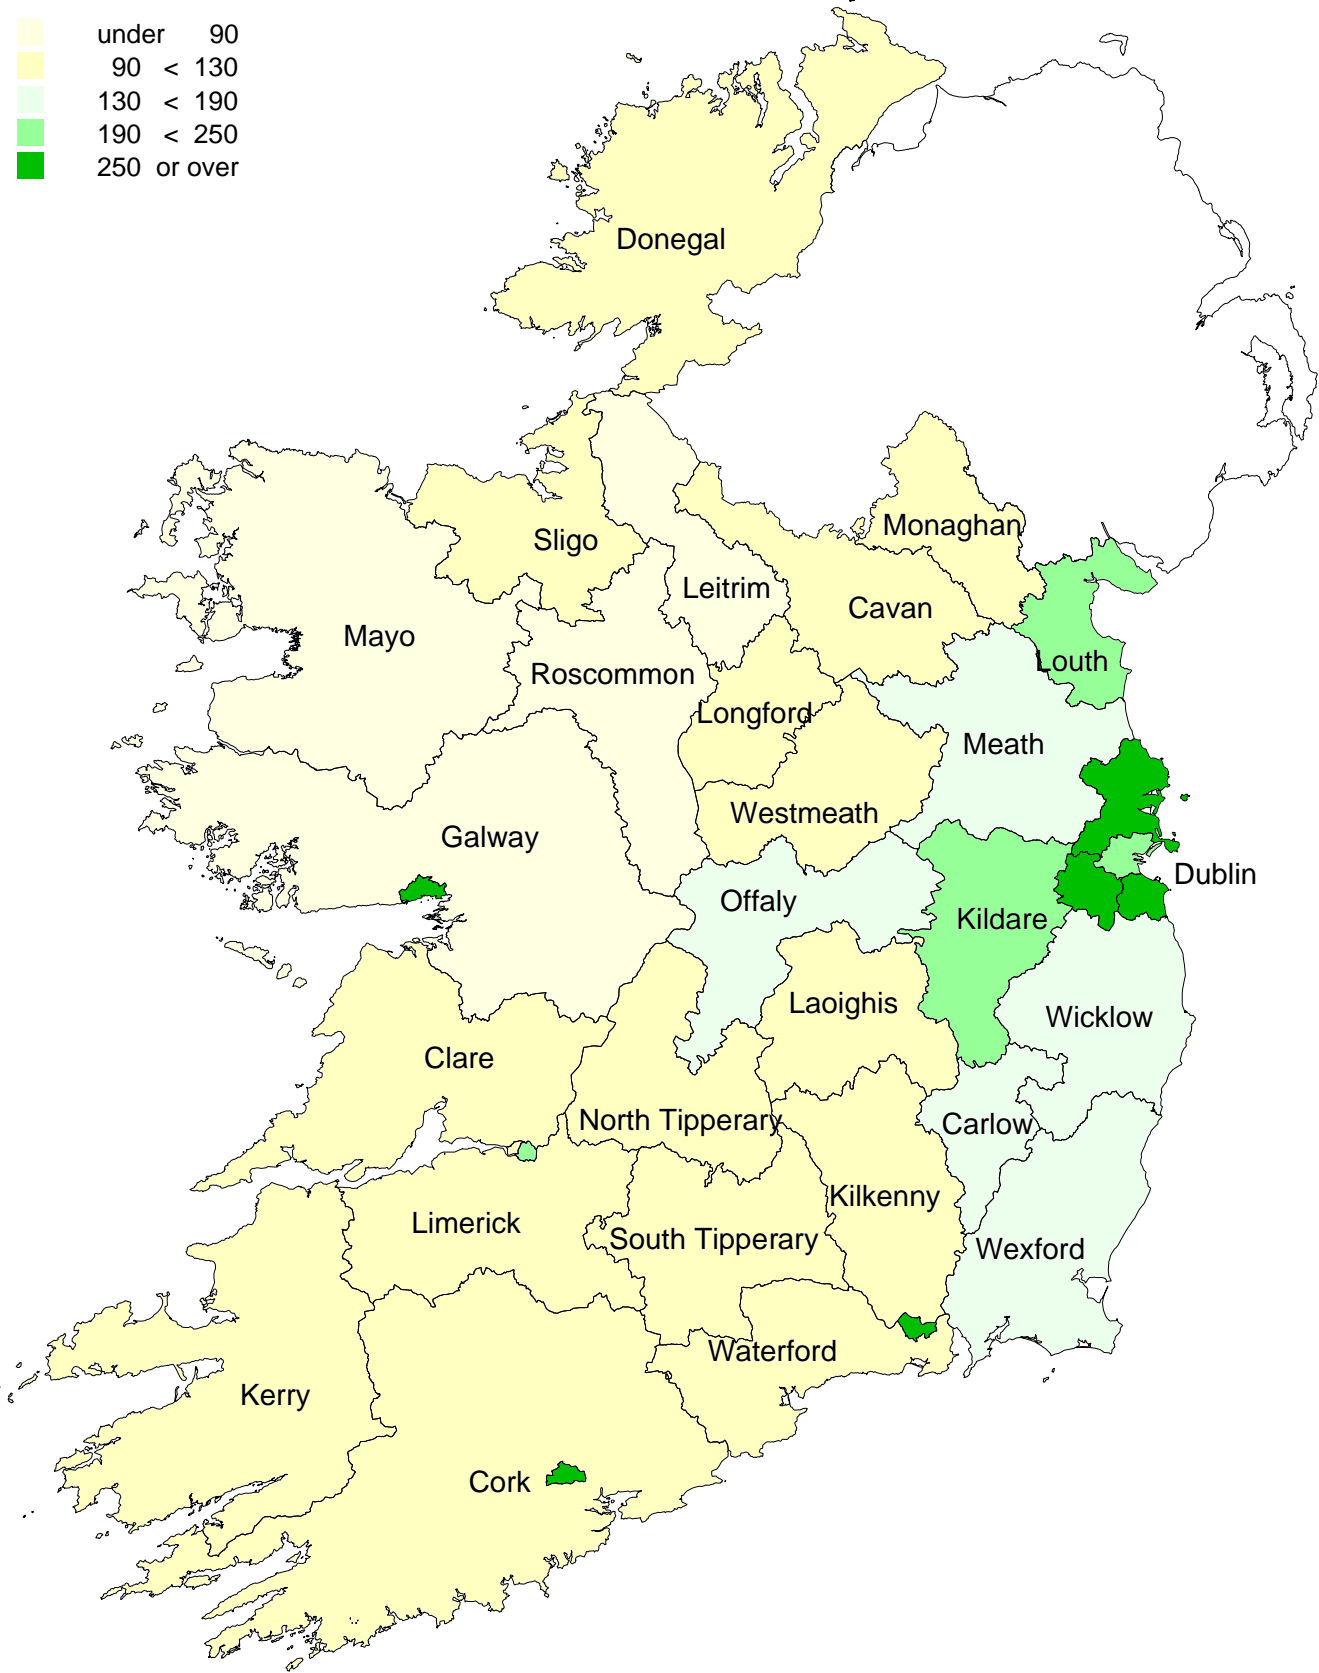 under 90
90 < 130
130 < 190
190 < 250
250 or over
Donegal
Monaghan
Sligo
Leitrim
Cavan
Mayo
Louth
Roscommon
Longford
Meath
Westmeath
Galway
Dublin
Offaly
Kildare
Laoighis
Wicklow
Clare
North Tipperary
Carlow
Kilkenny
Limerick
South Tipperary
Wexford
Waterford
Kerry
Cork